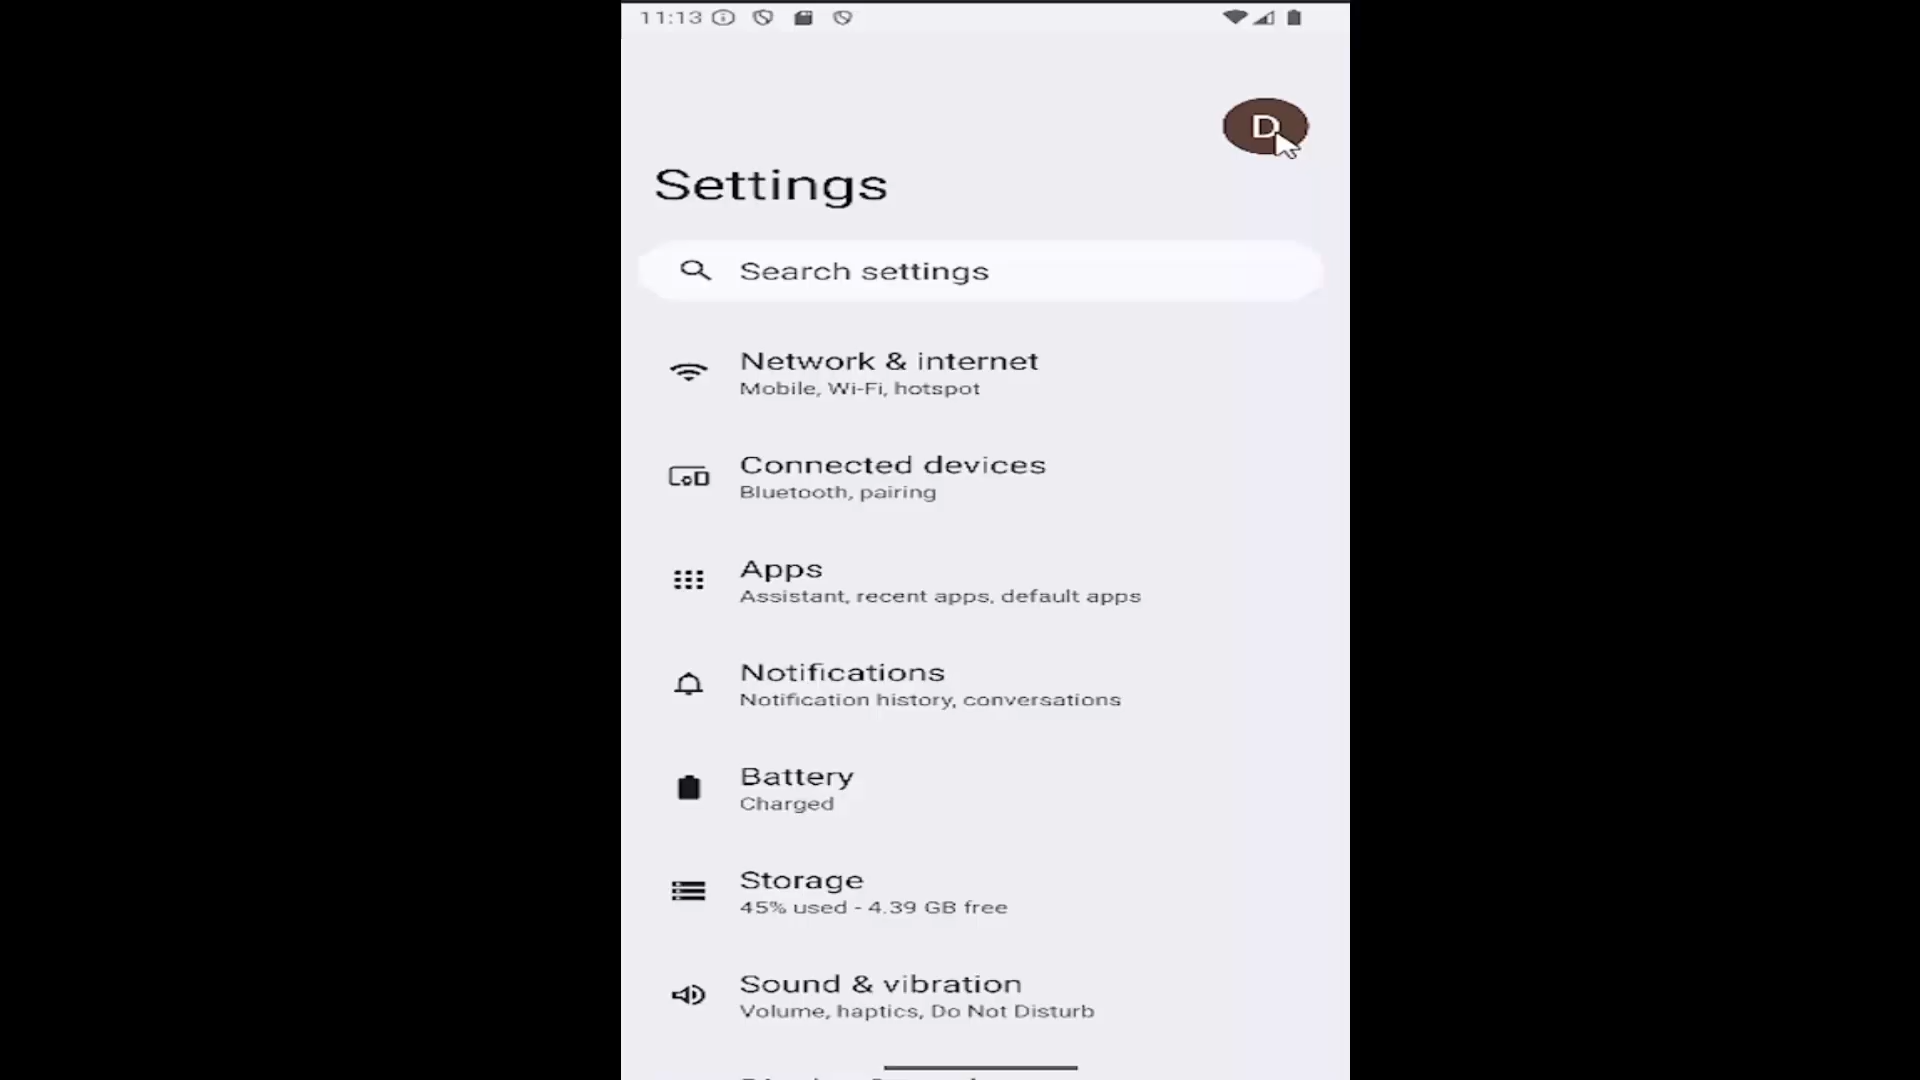 11:13
D
Settings
Search settings
Network & internet
Mobile, Wi-Fi, hotspot
Connected devices
Bluetooth, pairing
Apps
Assistant, recent apps, default apps
Notifications
Notification history, conversations
Battery
Charged
Storage
45% used - 4.39 GB free
Sound & vibration
Volume, haptics, Do Not Disturb